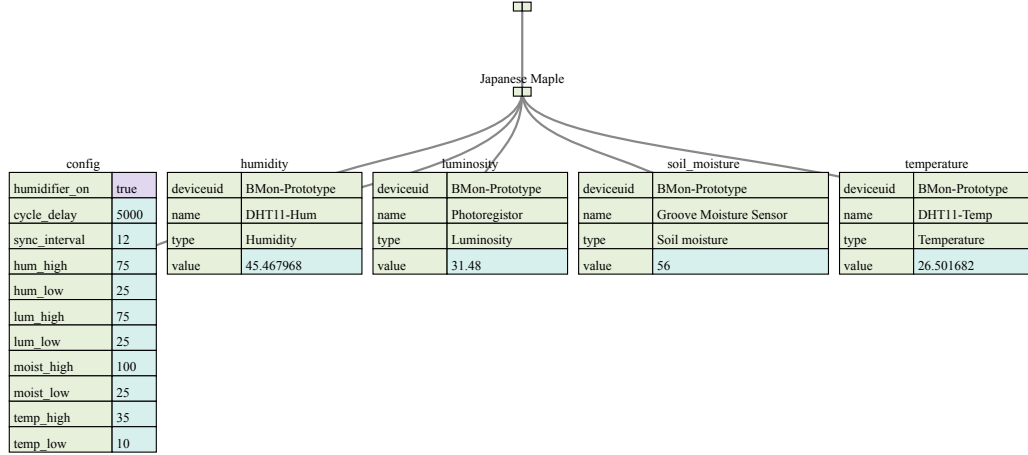 Japanese Maple
config
humidifier_on true
cycle_delay 5000
sync_interval 12
hum_high 75
hum_low 25
lum_high 75
lum_low 25
moist_high 100
moist_low 25
temp_high 35
temp_low 10
humidity
deviceuid BMon-Prototype
name DHT11-Hum
type Humidity
value 45.467968
luminosity
deviceuid BMon-Prototype
name Photoregistor
type Luminosity
value 31.48
soil_moisture
deviceuid BMon-Prototype
name Groove Moisture Sensor
type Soil moisture
value 56
temperature
deviceuid BMon-Prototype
name DHT11-Temp
type Temperature
value 26.501682